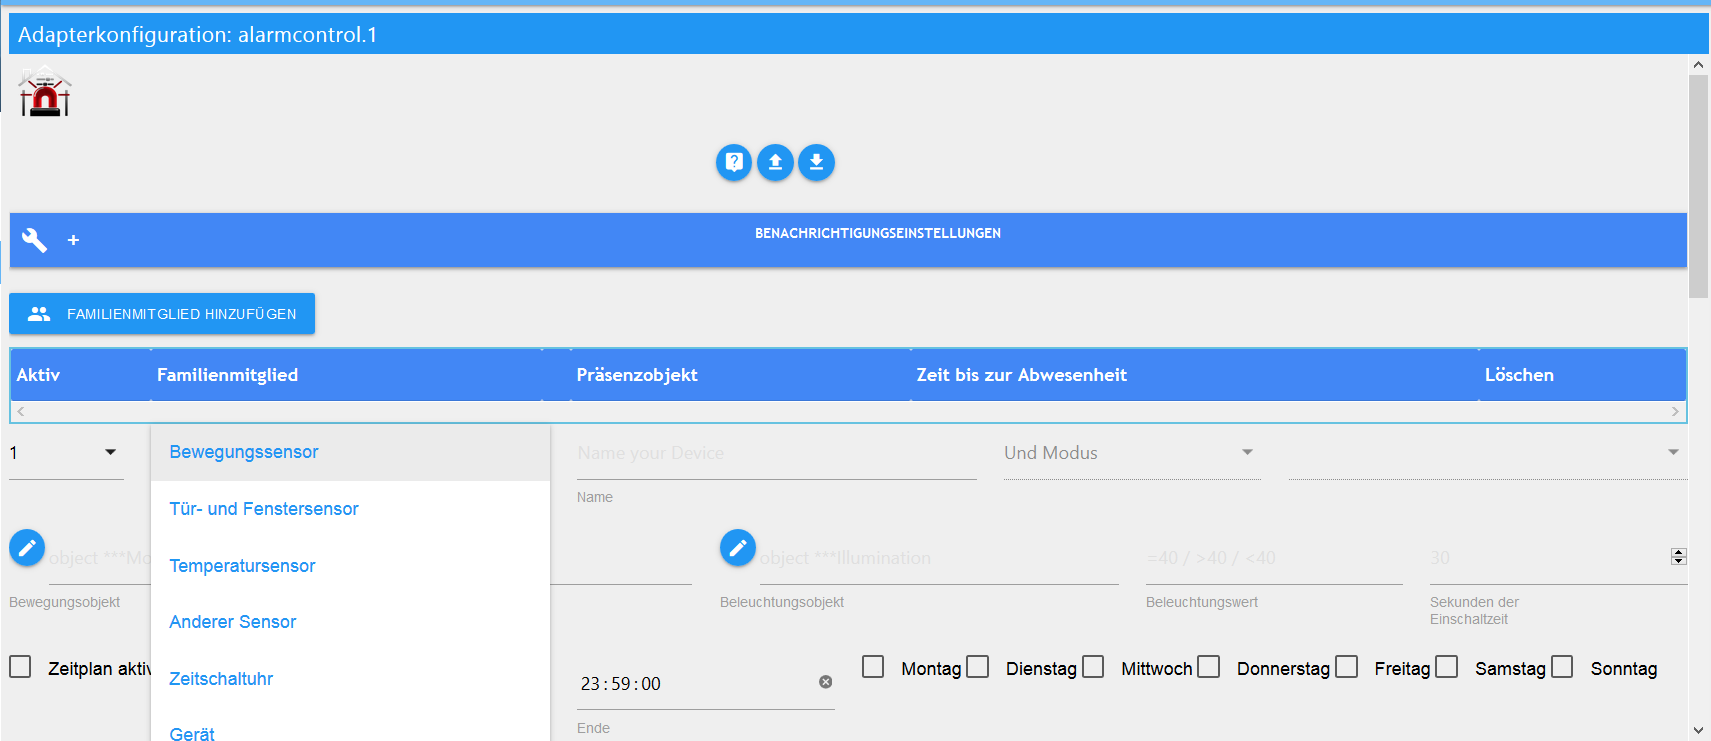 Adapterkonfiguration: alarmcontrol.1
+ BENACHRICHTIGUNGSEINSTELLUNGEN
FAMILIENMITGLIED HINZUFÜGEN
Aktiv Familienmitglied Präsenzobjekt Zeit bis zur Abwesenheit Löschen
1 Bewegungssensor Name your Device Und Modus
Name
Tür- und Fenstersensor
object ***Mo object ***Illumination =40 / >40 / <40 30
Temperatursensor
Bewegungsobjekt Beleuchtungsobjekt Beleuchtungswert Sekunden der
Einschaltzeit
Anderer Sensor
Zeitplan aktiv Montag Dienstag Mittwoch Donnerstag Freitag Samstag Sonntag
Zeitschaltuhr 23:59:00
Gerät Ende